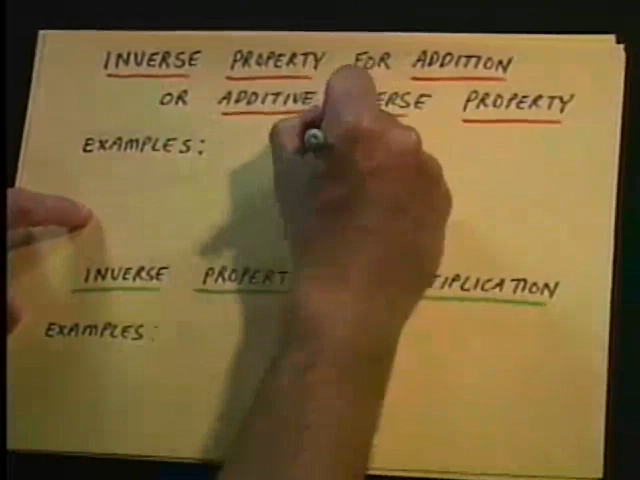 INVERSE PROPERTY FOR ADDITION
OR ADDITIVE ERSE PROPERTY
EXAMPLES:
INVERSE PROPERT TIPLICATION
EXAMPLES: